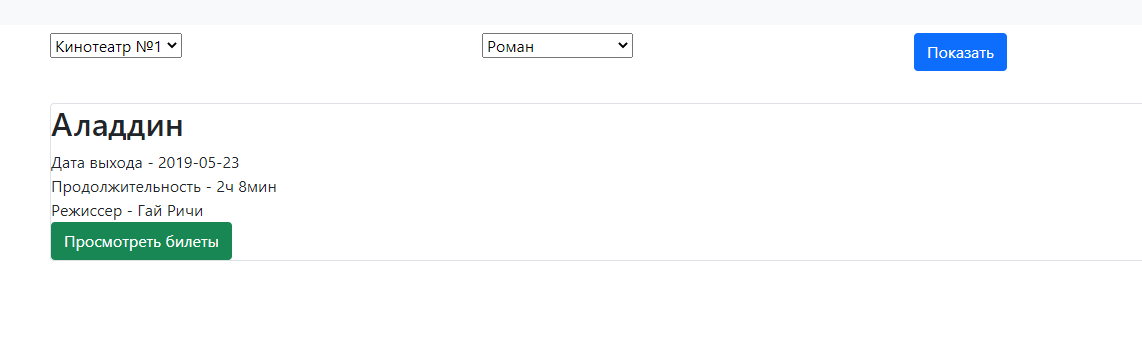 Кинотеатр №1 Роман Показать
Аладдин
Дата выхода - 2019-05-23
Продолжительность - 2ч 8мин
Режиссер - Гай Ричи
Просмотреть билеты